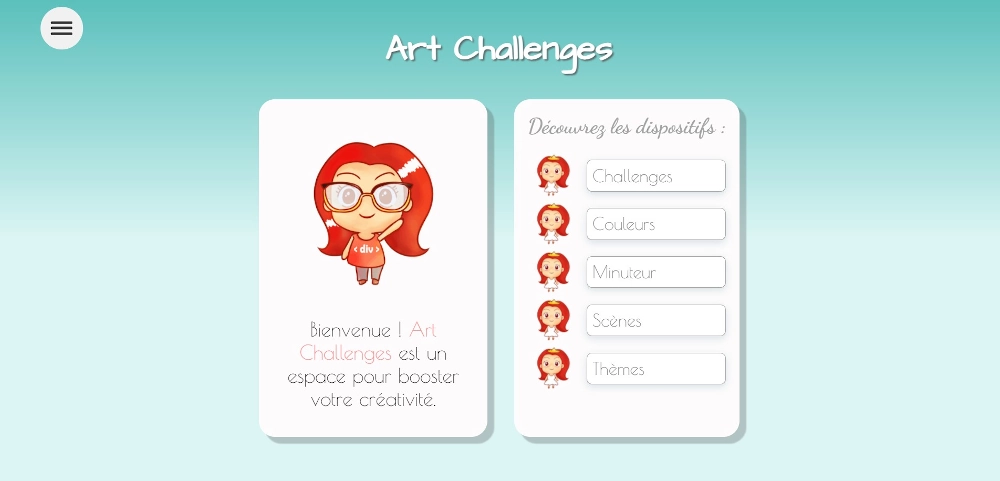 Art Challenges
< div >
Bienvenue ! Art
Challenges est un
espace pour booster
votre créativité.
Découvrez les dispositifs :
Challenges
Couleurs
Minuteur
Scènes
Thèmes